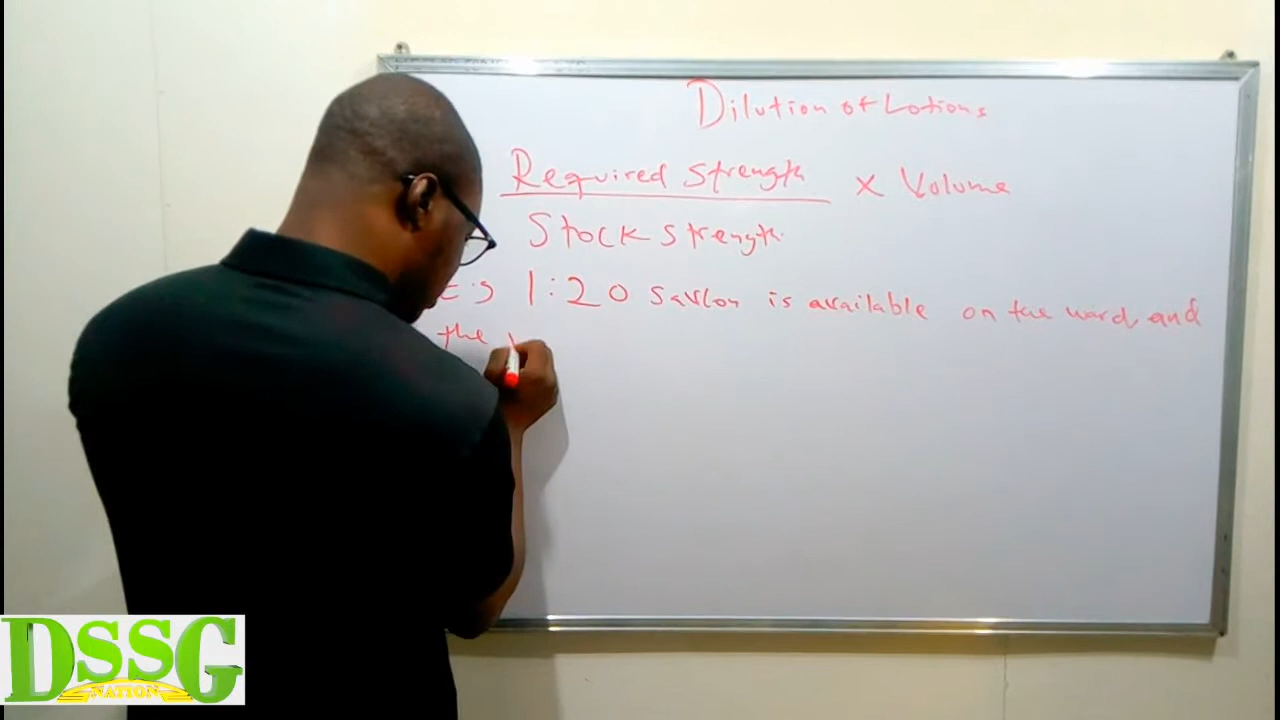 Dilution of Lotions
Required Strength x Volume
Stock strength
E.g 1:20 Savlon is available on the ward and
the
DSSG
NATION